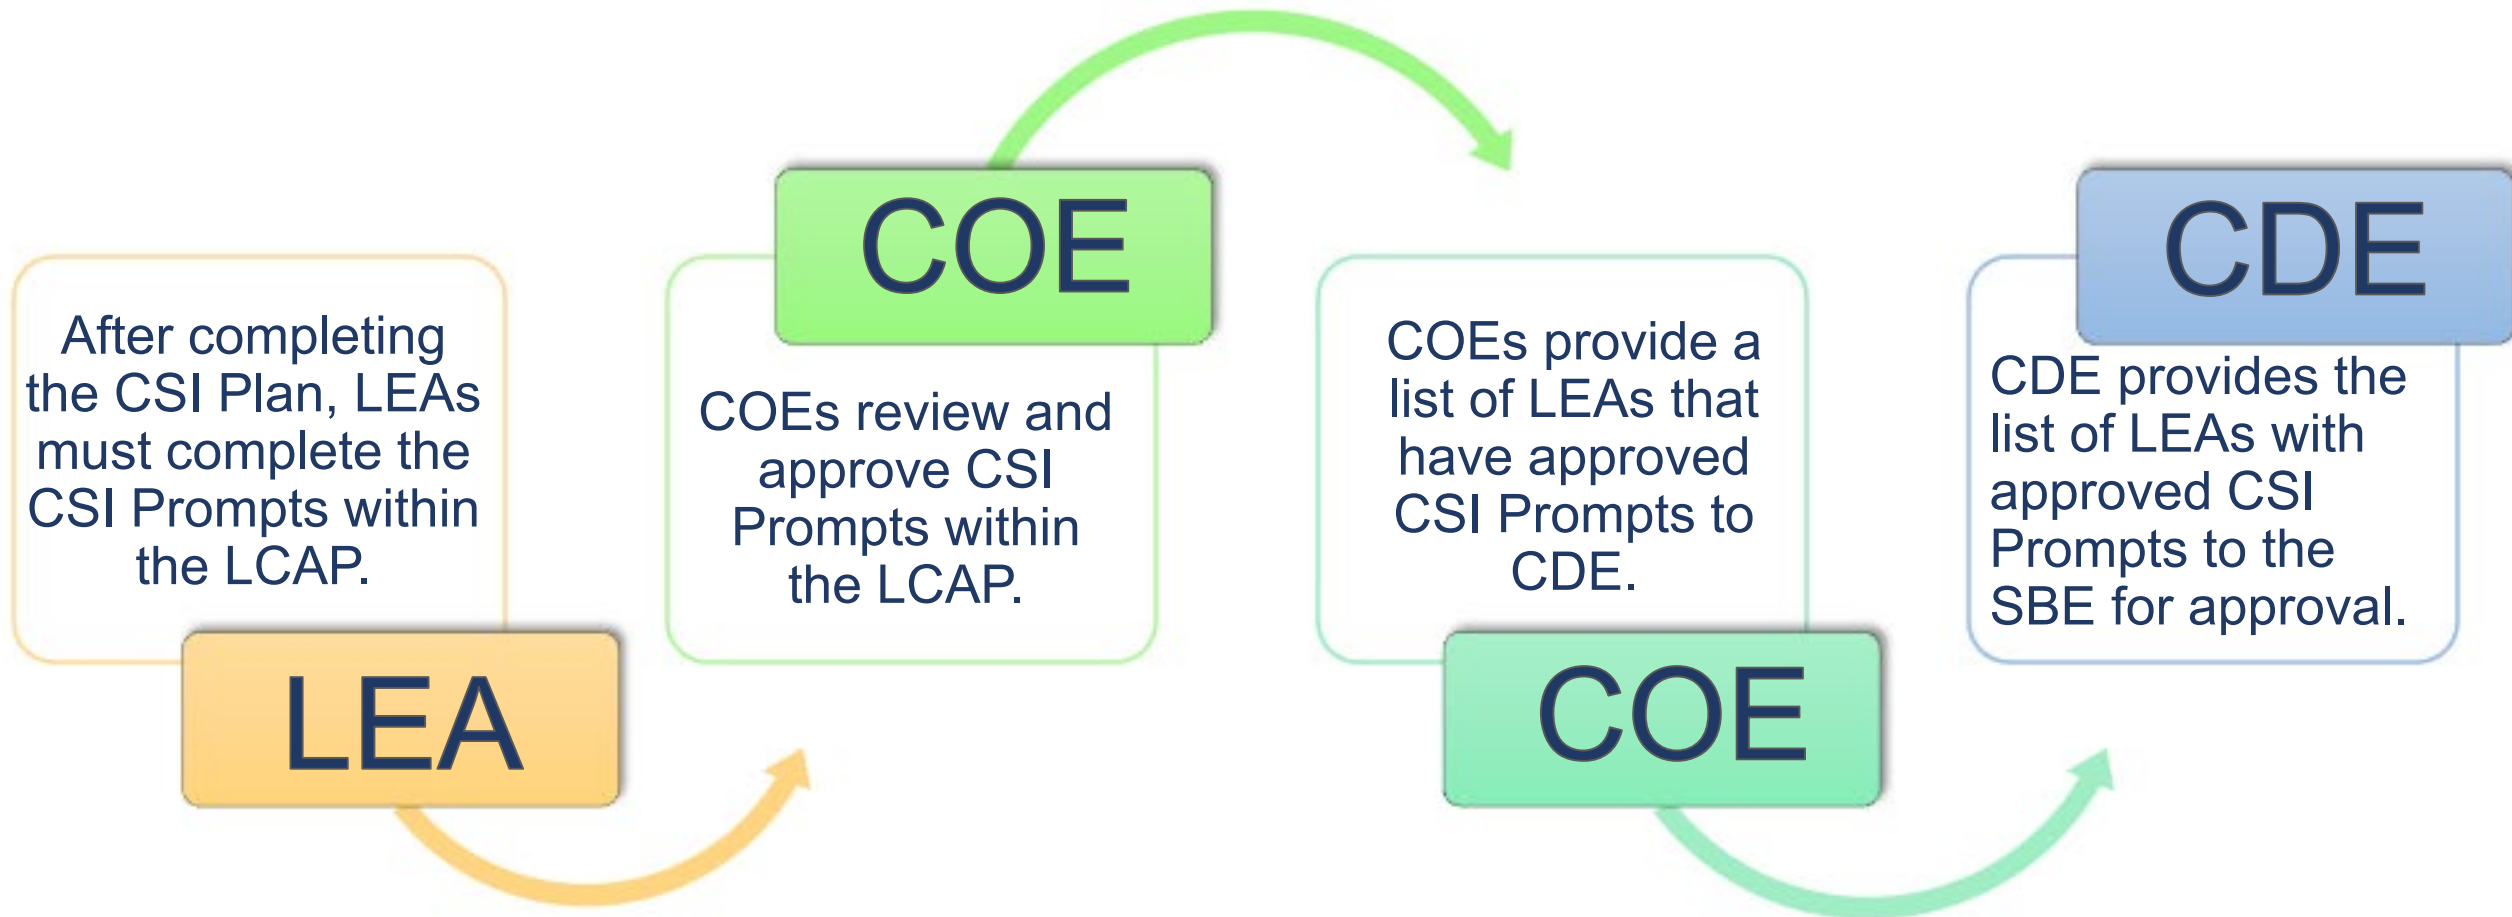 After completing
the CSI Plan, LEAs
must complete the
CSI Prompts within
the LCAP.
LEA
COE
COEs review and
approve CSI
Prompts within
the LCAP.
COEs provide a
list of LEAs that
have approved
CSI Prompts to
CDE.
COE
CDE
CDE provides the
list of LEAs with
approved CSI
Prompts to the
SBE for approval.